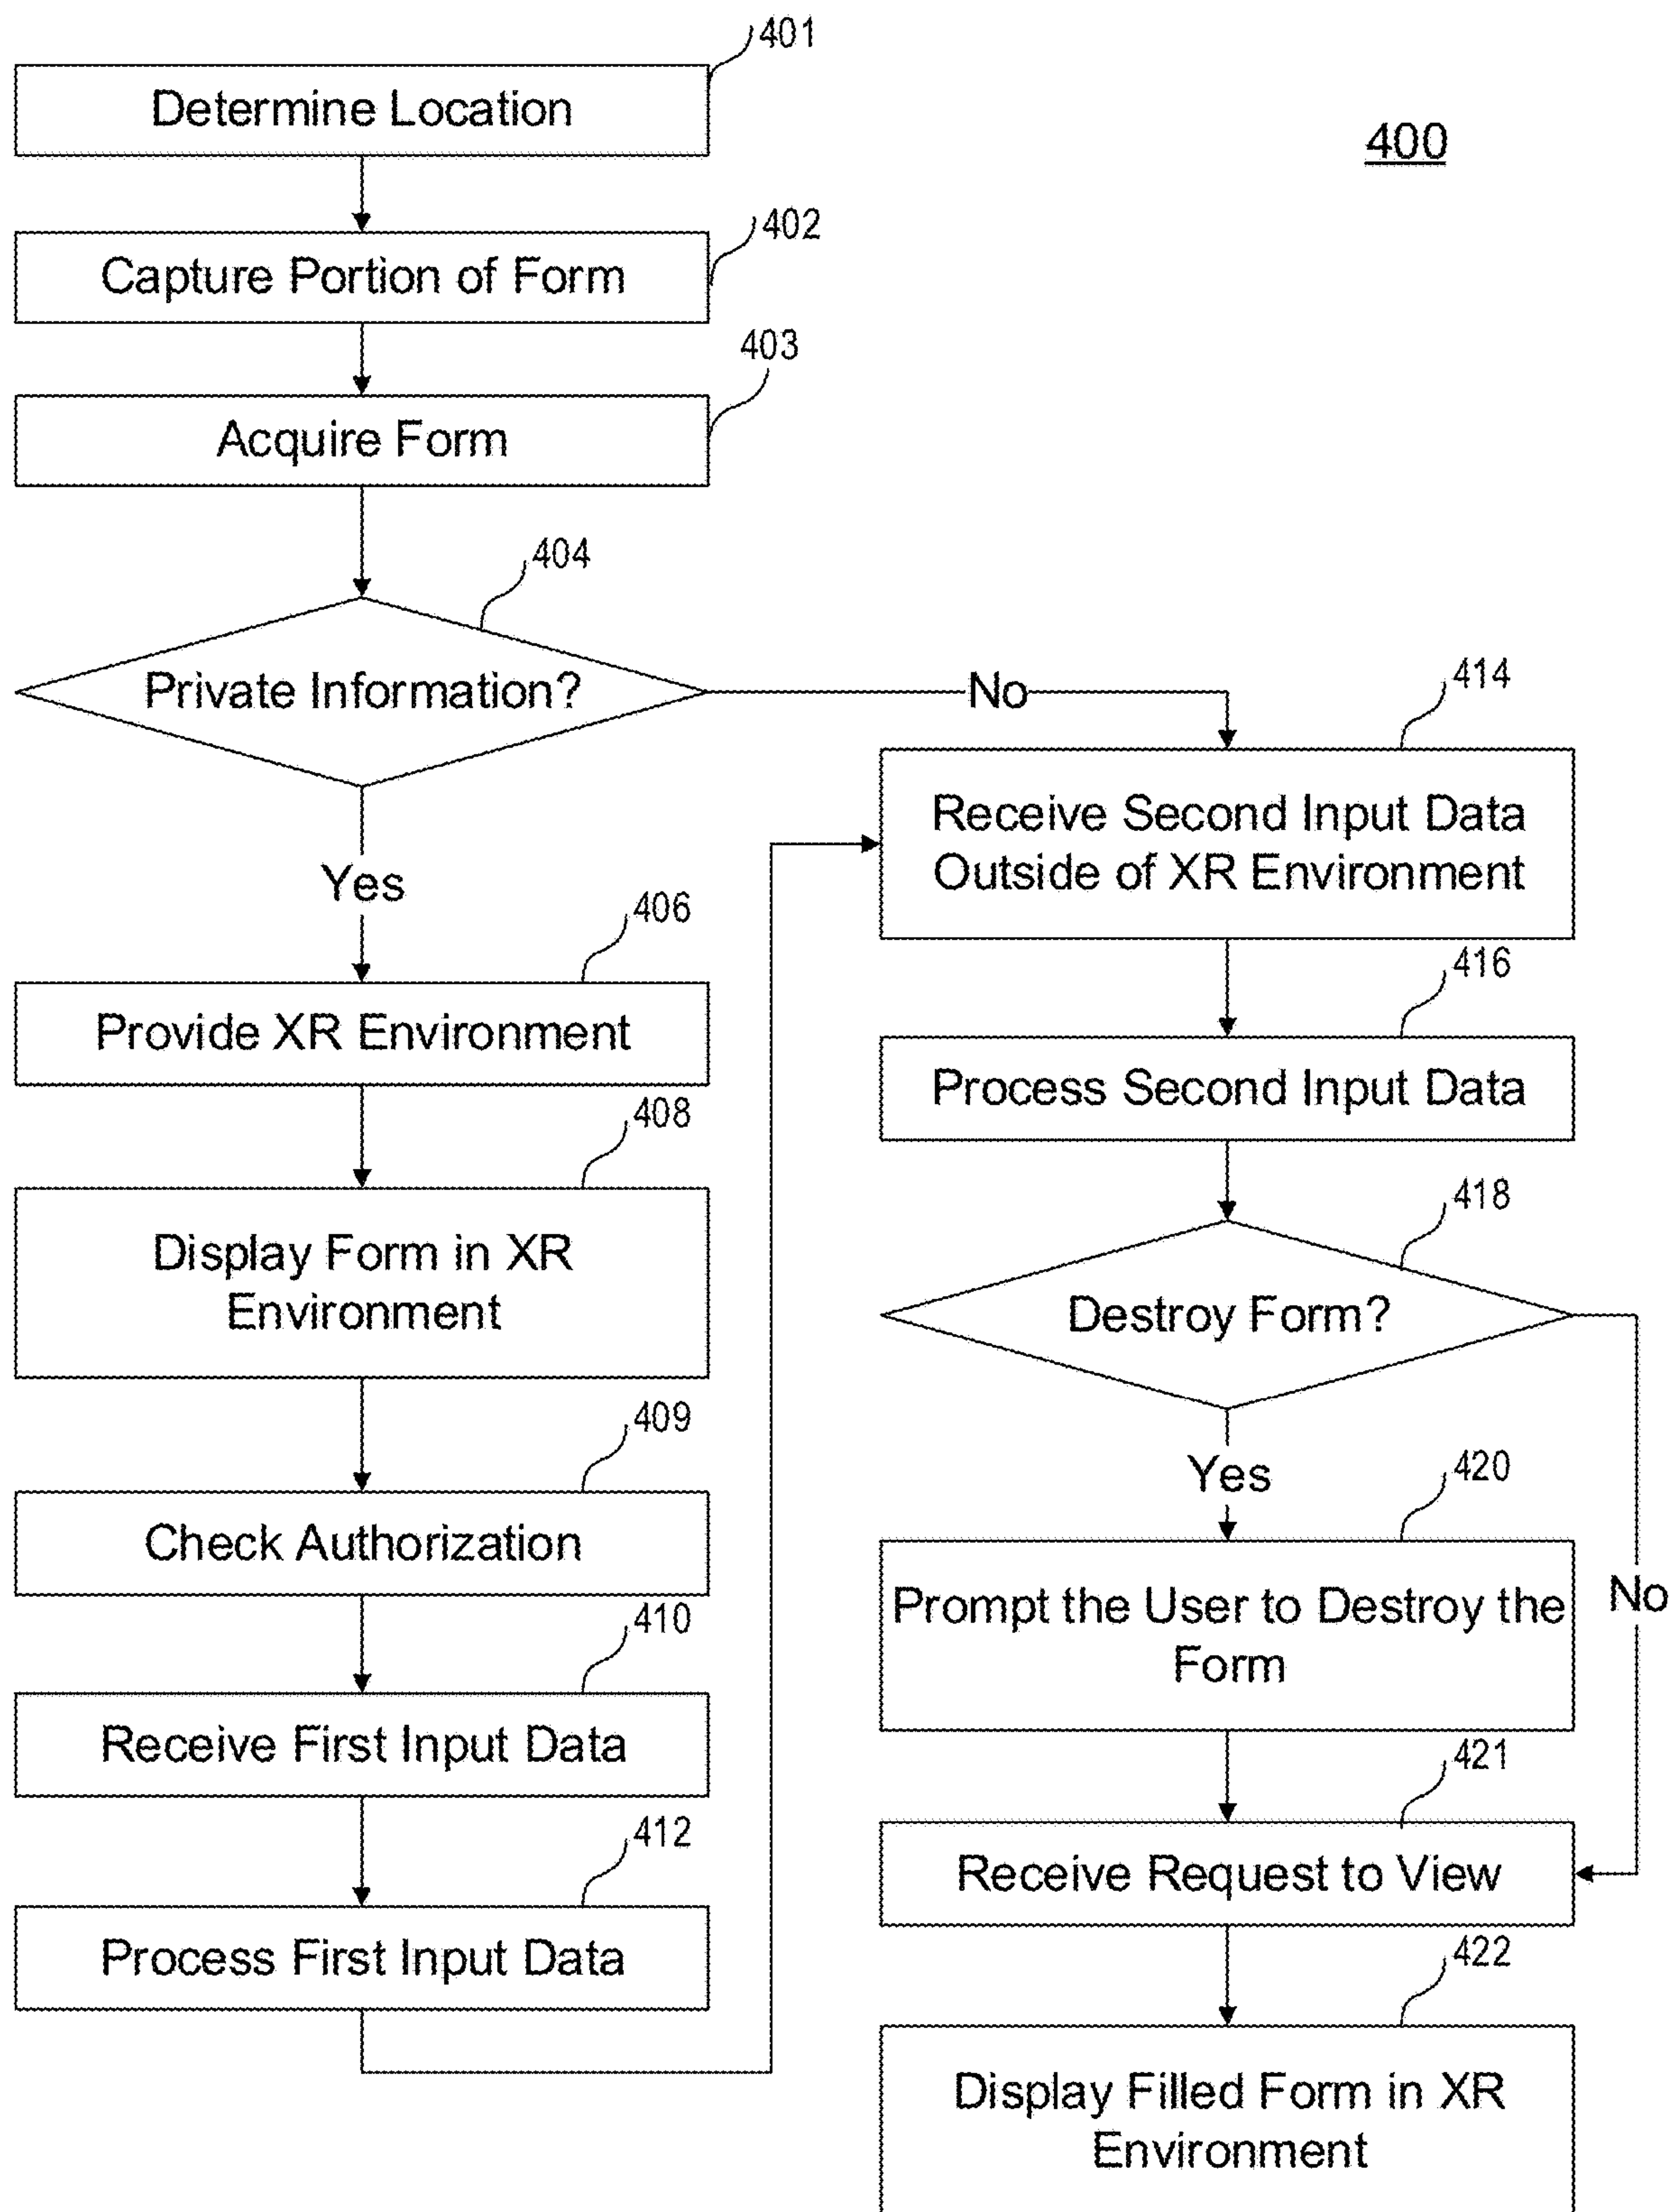 401
Determine Location
400
402
Capture Portion of Form
403
Acquire Form
404
Private Information?
No
Yes
406
Provide XR Environment
408
Display Form in XR
Environment
409
Check Authorization
410
Receive First Input Data
412
Process First Input Data
414
Receive Second Input Data
Outside of XR Environment
416
Process Second Input Data
418
Destroy Form?
Yes
No
420
Prompt the User to Destroy the
Form
421
Receive Request to View
422
Display Filled Form in XR
Environment